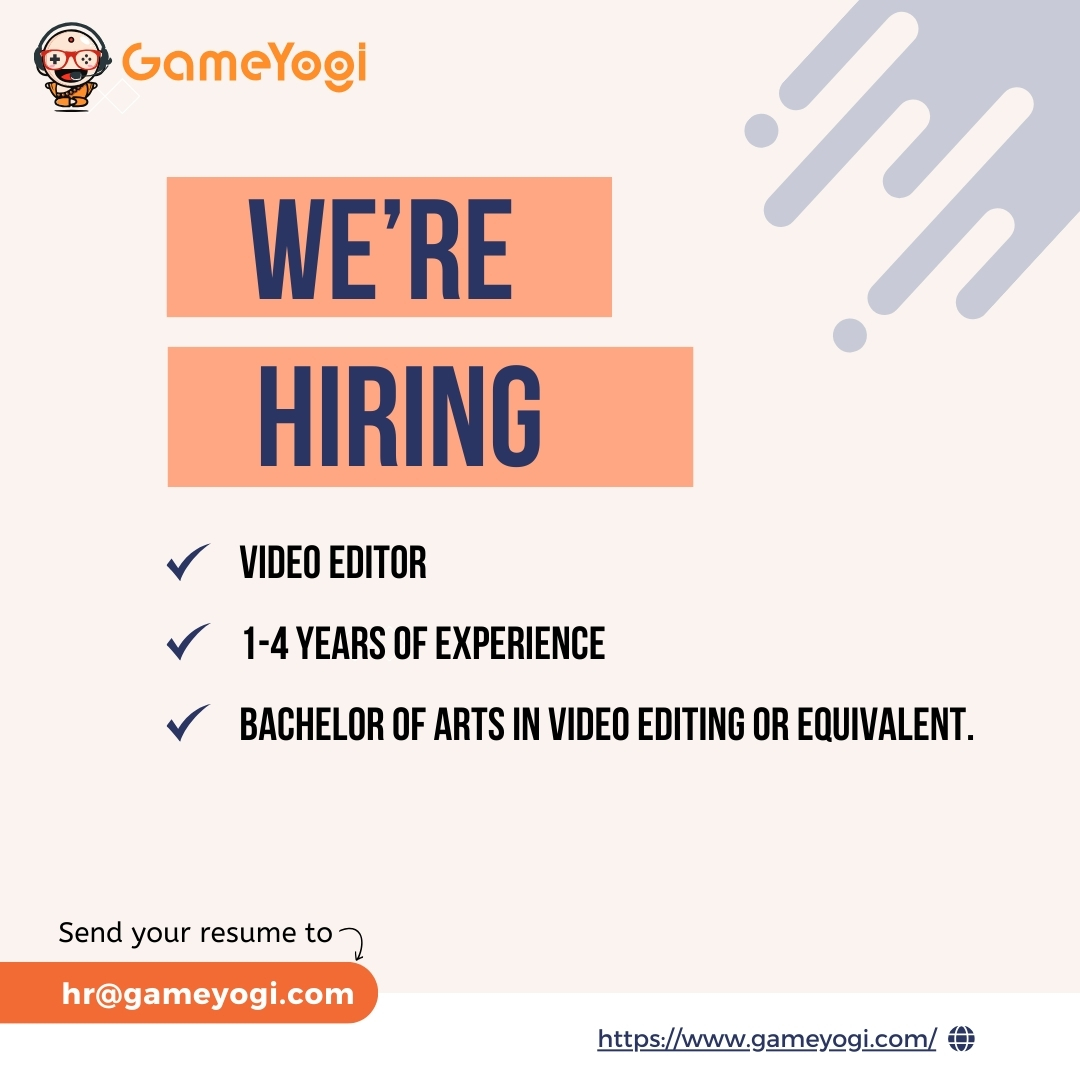 GameYogi
WE’RE
HIRING
VIDEO EDITOR
1-4 YEARS OF EXPERIENCE
BACHELOR OF ARTS IN VIDEO EDITING OR EQUIVALENT.
Send your resume to
hr@gameyogi.com
https://www.gameyogi.com/